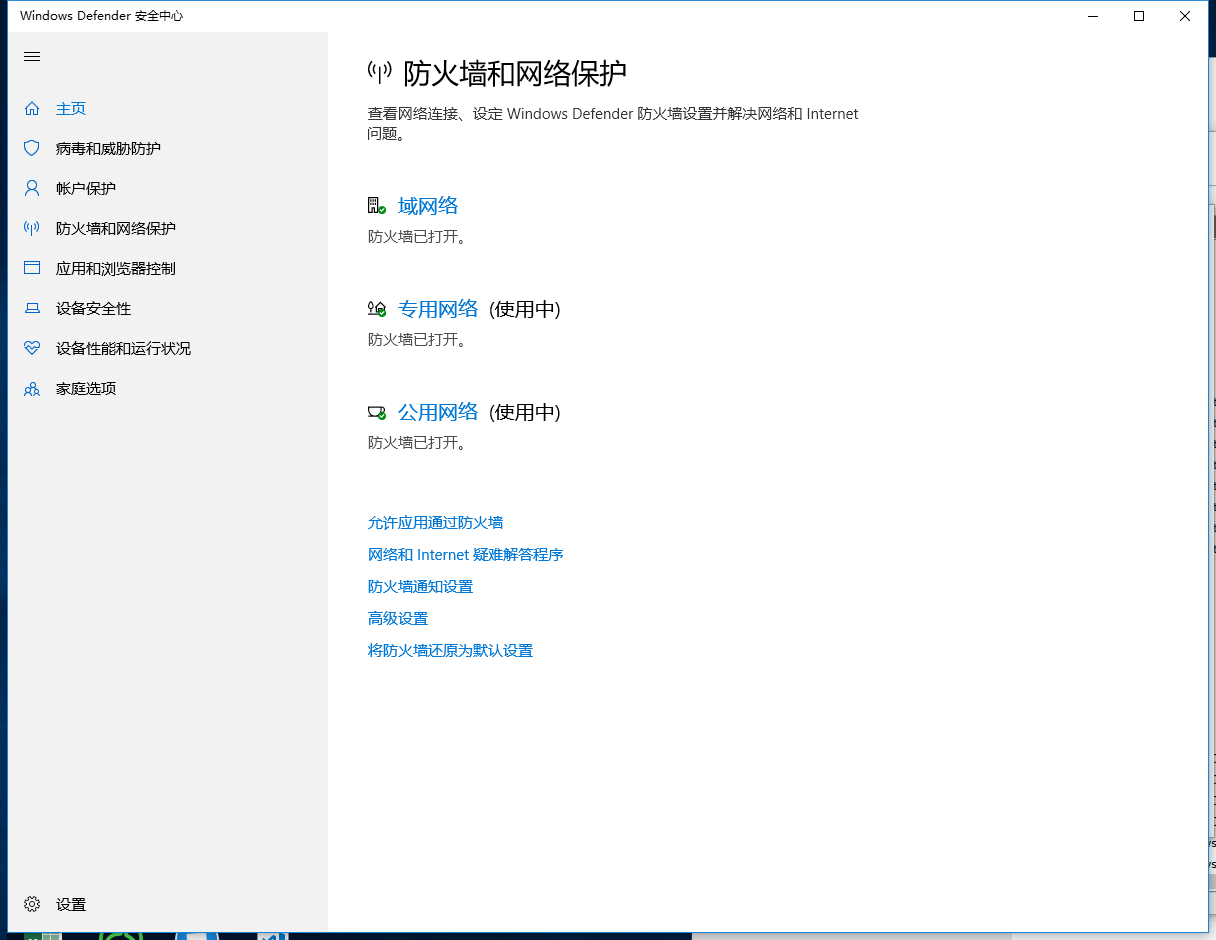 Windows Defender 安全中心
主页
病毒和威胁防护
帐户保护
防火墙和网络保护
应用和浏览器控制
设备安全性
设备性能和运行状况
家庭选项
设置
防火墙和网络保护
查看网络连接、设定 Windows Defender 防火墙设置并解决网络和 Internet
问题。
域网络
防火墙已打开。
专用网络 (使用中)
防火墙已打开。
公用网络 (使用中)
防火墙已打开。
允许应用通过防火墙
网络和 Internet 疑难解答程序
防火墙通知设置
高级设置
将防火墙还原为默认设置